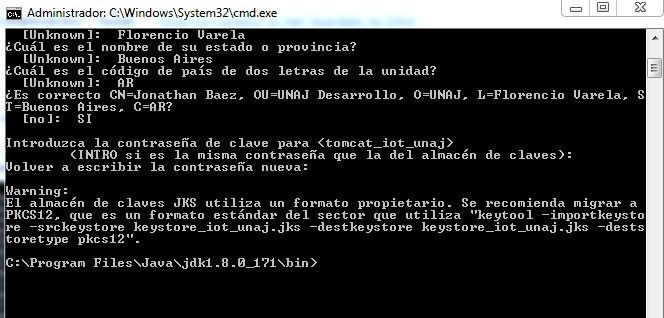 Administrador: C:\Windows\System32\cmd.exe
[Unknown]:  Florencio Varela
¿Cuál es el nombre de su estado o provincia?
[Unknown]:  Buenos Aires
¿Cuál es el código de país de dos letras de la unidad?
[Unknown]:  AR
¿Es correcto CN=Jonathan Baez, OU=UNAJ Desarrollo, O=UNAJ, L=Florencio Varela, S
T=Buenos Aires, C=AR?
[no]:  SI
Introduzca la contraseña de clave para <tomcat_iot_unaj>
(INTRO si es la misma contraseña que la del almacén de claves):
Volver a escribir la contraseña nueva:
Warning:
El almacén de claves JKS utiliza un formato propietario. Se recomienda migrar a
PKCS12, que es un formato estándar del sector que utiliza "keytool -importkeysto
re -srckeystore keystore_iot_unaj.jks -destkeystore keystore_iot_unaj.jks -dests
toretype pkcs12".
C:\Program Files\Java\jdk1.8.0_171\bin>